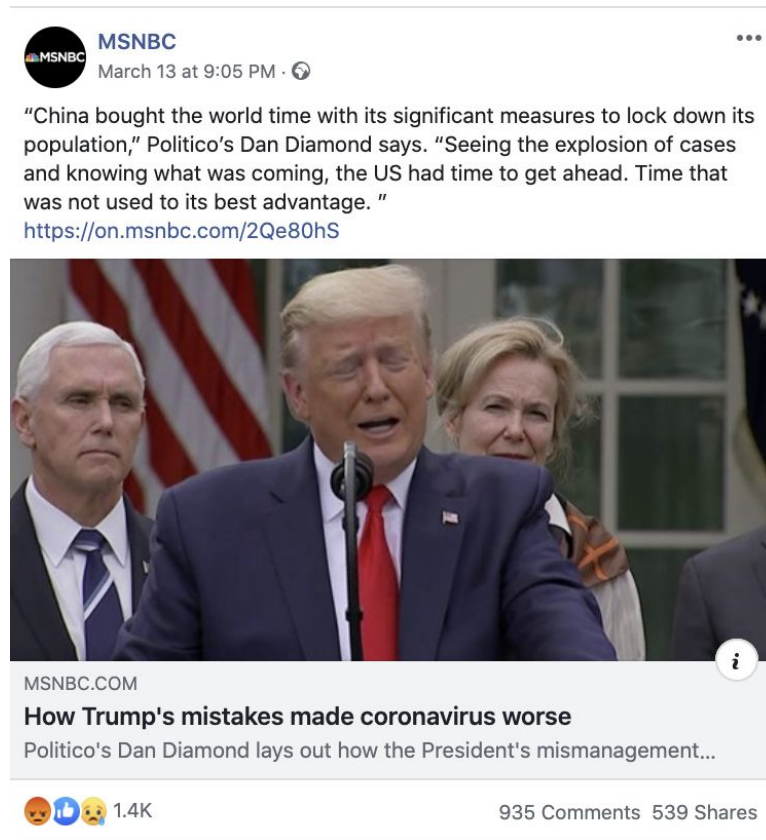 MSNBC
MSNBC
March 13 at 9:05 PM ·
“China bought the world time with its significant measures to lock down its
population,” Politico’s Dan Diamond says. “Seeing the explosion of cases
and knowing what was coming, the US had time to get ahead. Time that
was not used to its best advantage. ”
https://on.msnbc.com/2Qe80hS
i
MSNBC.COM
How Trump's mistakes made coronavirus worse
Politico's Dan Diamond lays out how the President's mismanagement...
1.4K 935 Comments 539 Shares